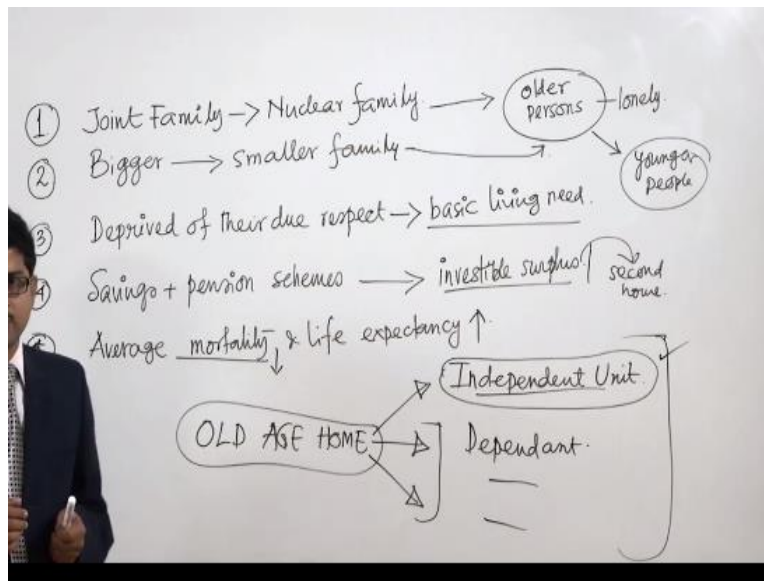 ① Joint Family → Nuclear family → older persons – lonely.
② Bigger → smaller family → younger people
③ Deprived of their due respect → basic living need.
④ Savings + pension schemes → investible surplus ↑ second home.
⑤ Average mortality ↓ & life expectancy ↑.
Independent Unit ✓
OLD AGE HOME
Dependant.